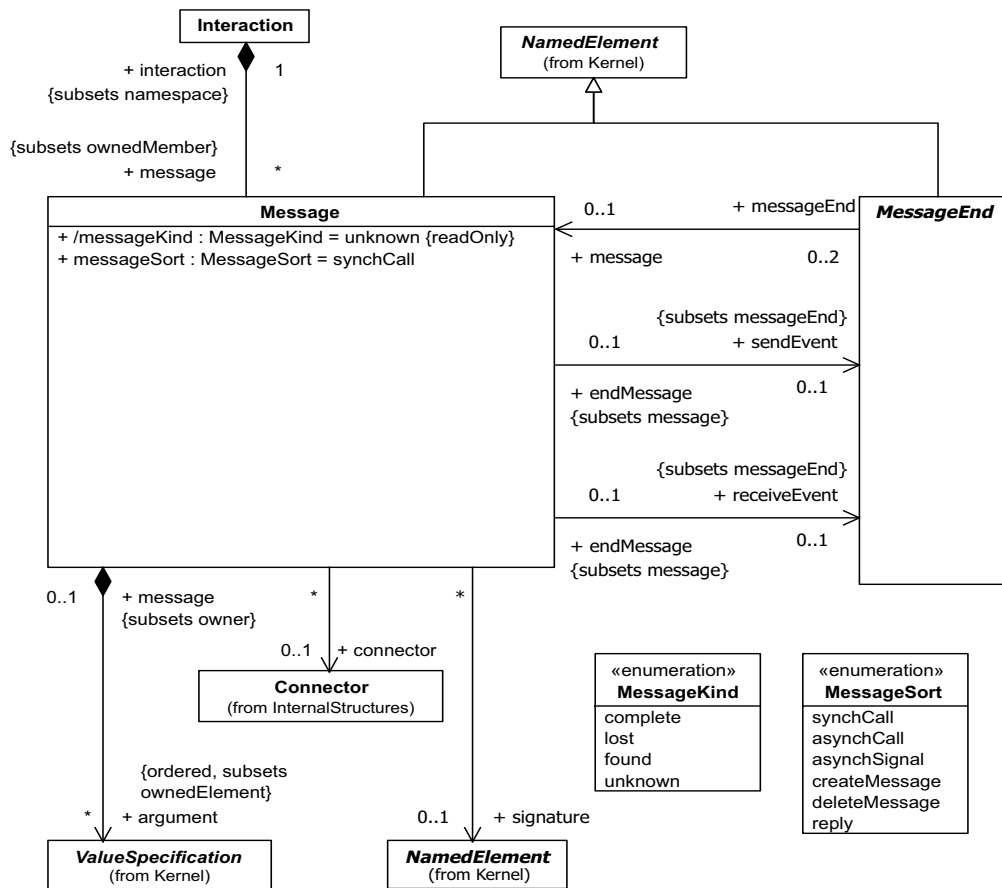 Interaction
NamedElement
(from Kernel)
+ interaction
1
{subsets namespace}
{subsets ownedMember}
+ message
*
Message
+ /messageKind : MessageKind = unknown {readOnly}
+ messageSort : MessageSort = synchCall
MessageEnd
0..1
+ messageEnd
+ message
0..2
{subsets messageEnd}
0..1
+ sendEvent
+ endMessage
0..1
{subsets message}
{subsets messageEnd}
0..1
+ receiveEvent
+ endMessage
0..1
{subsets message}
0..1
+ message
{subsets owner}
*
*
0..1
+ connector
Connector
(from InternalStructures)
{ordered, subsets
ownedElement}
*
+ argument
0..1
+ signature
ValueSpecification
(from Kernel)
NamedElement
(from Kernel)
«enumeration»
MessageKind
complete
lost
found
unknown
«enumeration»
MessageSort
synchCall
asynchCall
asynchSignal
createMessage
deleteMessage
reply